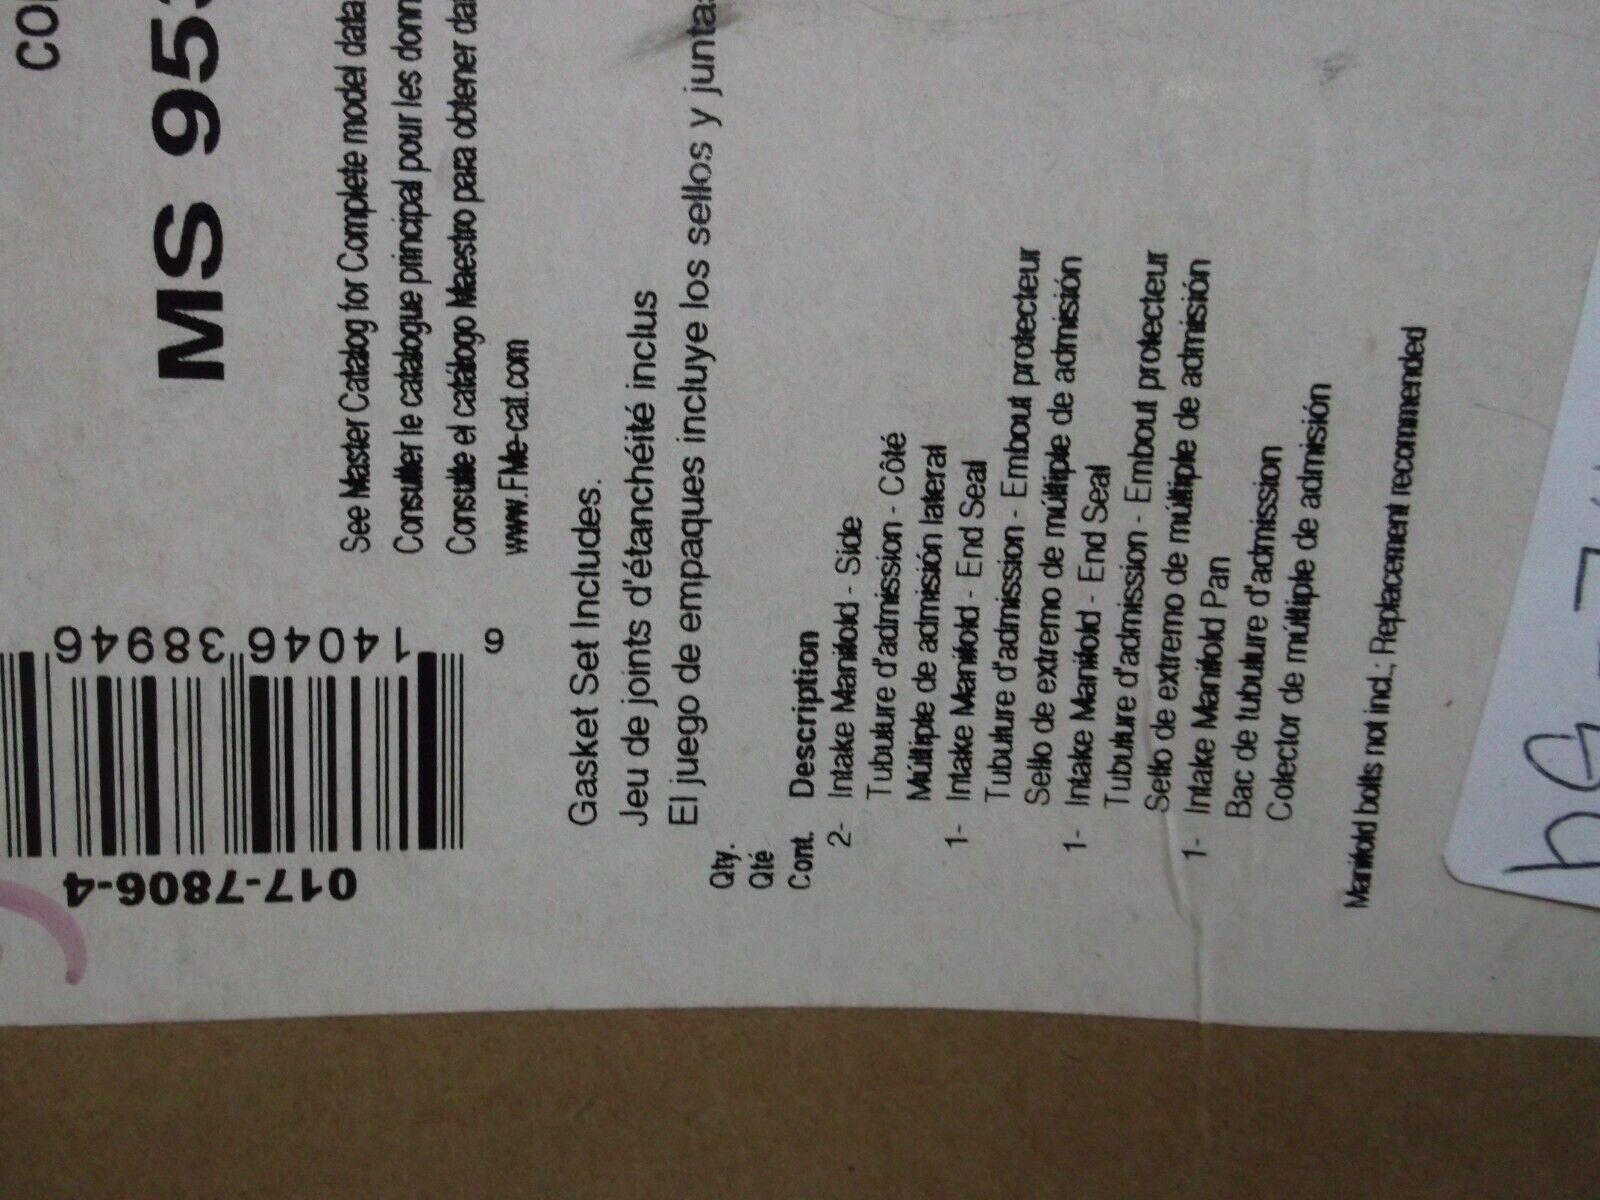 MS 953
See Master Catalog for Complete model data
Consulter le catalogue principal pour les
Consulte el catálogo Maestro para obtener
www.FMe-cat.com
14046 38946
017-7806-4
Gasket Set Includes.
Jeu de joints d'étanchéité inclus
El juego de empaques incluye los sellos y
Qty.
Qté
Cont. Description
2- Intake Manifold - Side
Tubulure d'admission - Côté
Múltiple de admisión lateral
1- Intake Manifold - End Seal
Tubulure d'admission - Embout protecteur
Sello de extremo de múltiple de admisión
1- Intake Manifold - End Seal
Tubulure d'admission - Embout protecteur
Sello de extremo de múltiple de admisión
1- Intake Manifold Pan
Bac de tubulure d'admission
Colector de múltiple de admisión
Manifold bolts not incl.; Replacement recommended